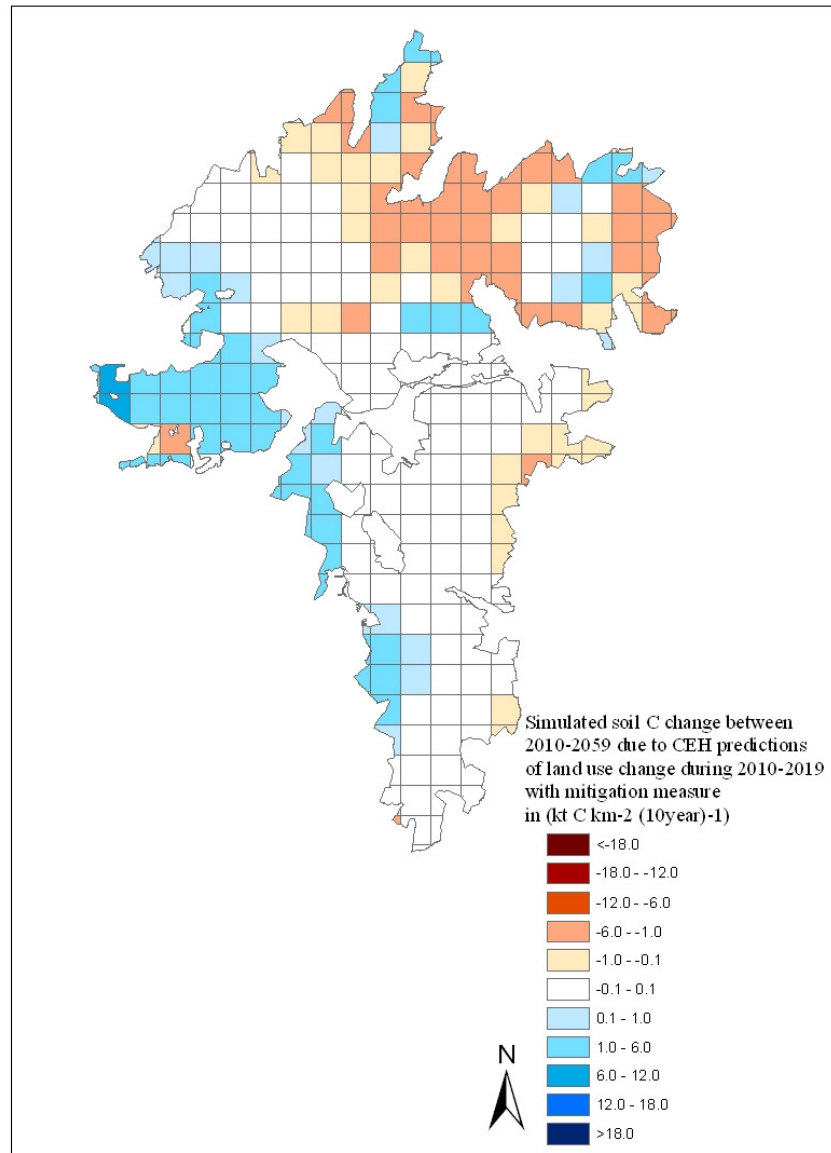 Simulated soil C change between
2010-2059 due to CEH predictions
of land use change during 2010-2019
with mitigation measure
in (kt C km-2 (10year)-1)
<-18.0
-18.0 - -12.0
-12.0 - -6.0
-6.0 - -1.0
-1.0 - -0.1
-0.1 - 0.1
0.1 - 1.0
1.0 - 6.0
6.0 - 12.0
12.0 - 18.0
>18.0
N